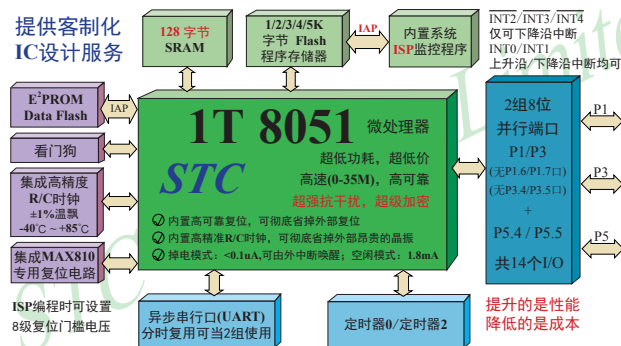 提供客制化
IC设计服务
128 字节
SRAM
1/2/3/4/5K
字节 Flash
程序存储器
IAP
内置系统
ISP监控程序
INT2/INT3/INT4
仅可下降沿中断
INT0/INT1
上升沿/下降沿中断均可
E²PROM
Data Flash
IAP
看门狗
集成高精度
R/C时钟
±1%温飘
-40℃~+85℃
集成MAX810
专用复位电路
ISP编程时可设置
8级复位门槛电压
1T 8051 微处理器
STC
超低功耗，超低价
高速(0-35M)，高可靠
超强抗干扰，超级加密
内置高可靠复位，可彻底省掉外部复位
内置高精准R/C时钟，可彻底省掉外部昂贵的晶振
掉电模式：<0.1uA,可由外中断唤醒；空闲模式：1.8mA
2组8位
并行端口
P1/P3
(无P1.6/P1.7口)
(无P3.4/P3.5口)
+
P5.4 / P5.5
共14个I/O
P1
P3
P5
异步串行口(UART)
分时复用可当2组使用
定时器0/定时器2
提升的是性能
降低的是成本
STC
Limite